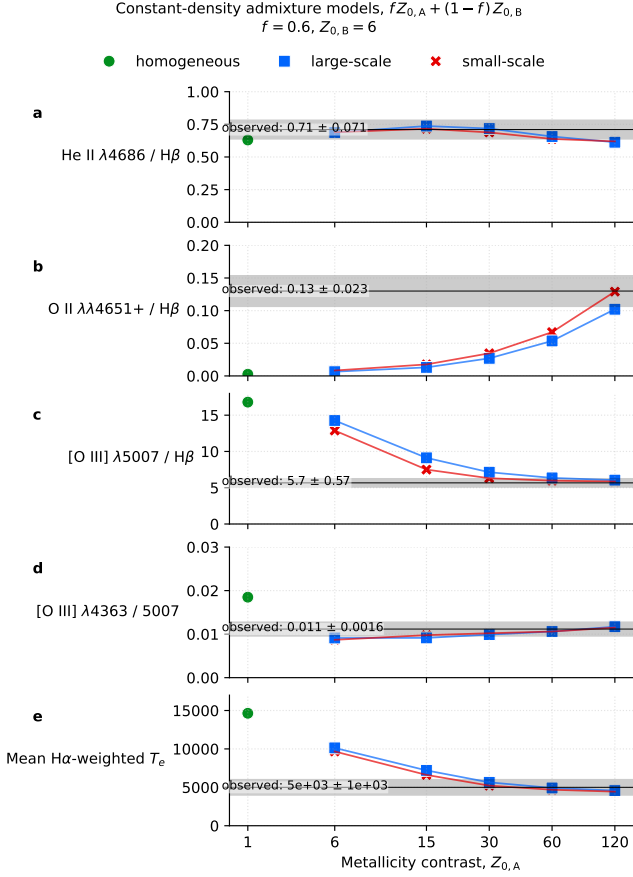 Constant-density admixture models, f Z₀,A + (1 − f) Z₀,B
f = 0.6, Z₀,B = 6
homogeneous
large-scale
small-scale
a
He II λ4686 / Hβ
1.00
0.75
0.50
0.25
0.00
observed: 0.71 ± 0.071
b
O II λλ4651+ / Hβ
0.20
0.15
0.10
0.05
0.00
observed: 0.13 ± 0.023
c
[O III] λ5007 / Hβ
15
10
5
0
observed: 5.7 ± 0.57
d
[O III] λ4363 / 5007
0.03
0.02
0.01
0.00
observed: 0.011 ± 0.0016
e
Mean Hα-weighted Tₑ
15000
10000
5000
0
observed: 5e+03 ± 1e+03
1 6 15 30 60 120
Metallicity contrast, Z₀,A